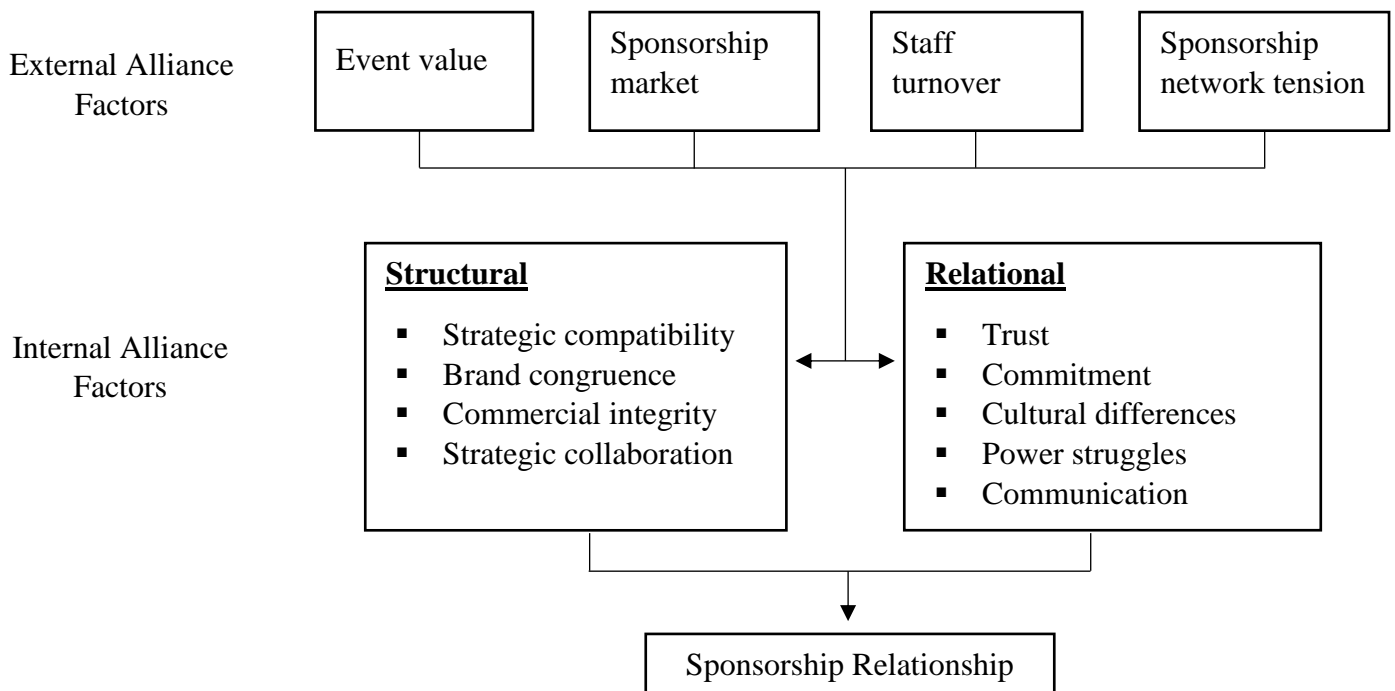 External Alliance
Factors
Event value
Sponsorship
market
Staff
turnover
Sponsorship
network tension
Internal Alliance
Factors
Structural
▪ Strategic compatibility
▪ Brand congruence
▪ Commercial integrity
▪ Strategic collaboration
Relational
▪ Trust
▪ Commitment
▪ Cultural differences
▪ Power struggles
▪ Communication
Sponsorship Relationship